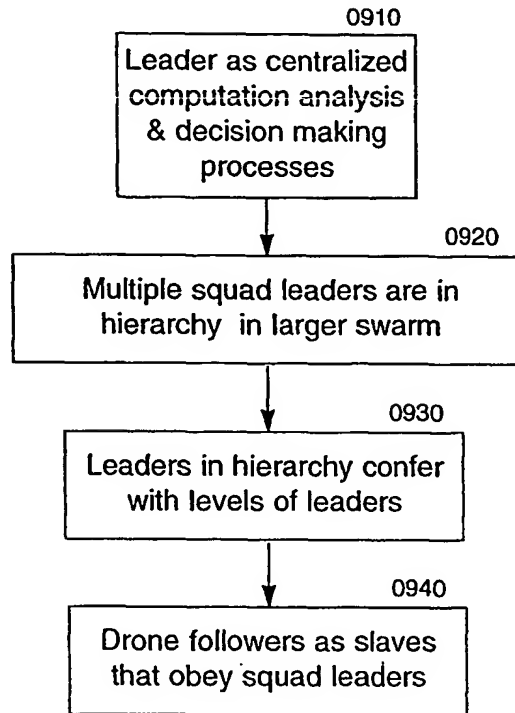 0910
Leader as centralized
computation analysis
& decision making
processes
0920
Multiple squad leaders are in
hierarchy in larger swarm
0930
Leaders in hierarchy confer
with levels of leaders
0940
Drone followers as slaves
that obey squad leaders